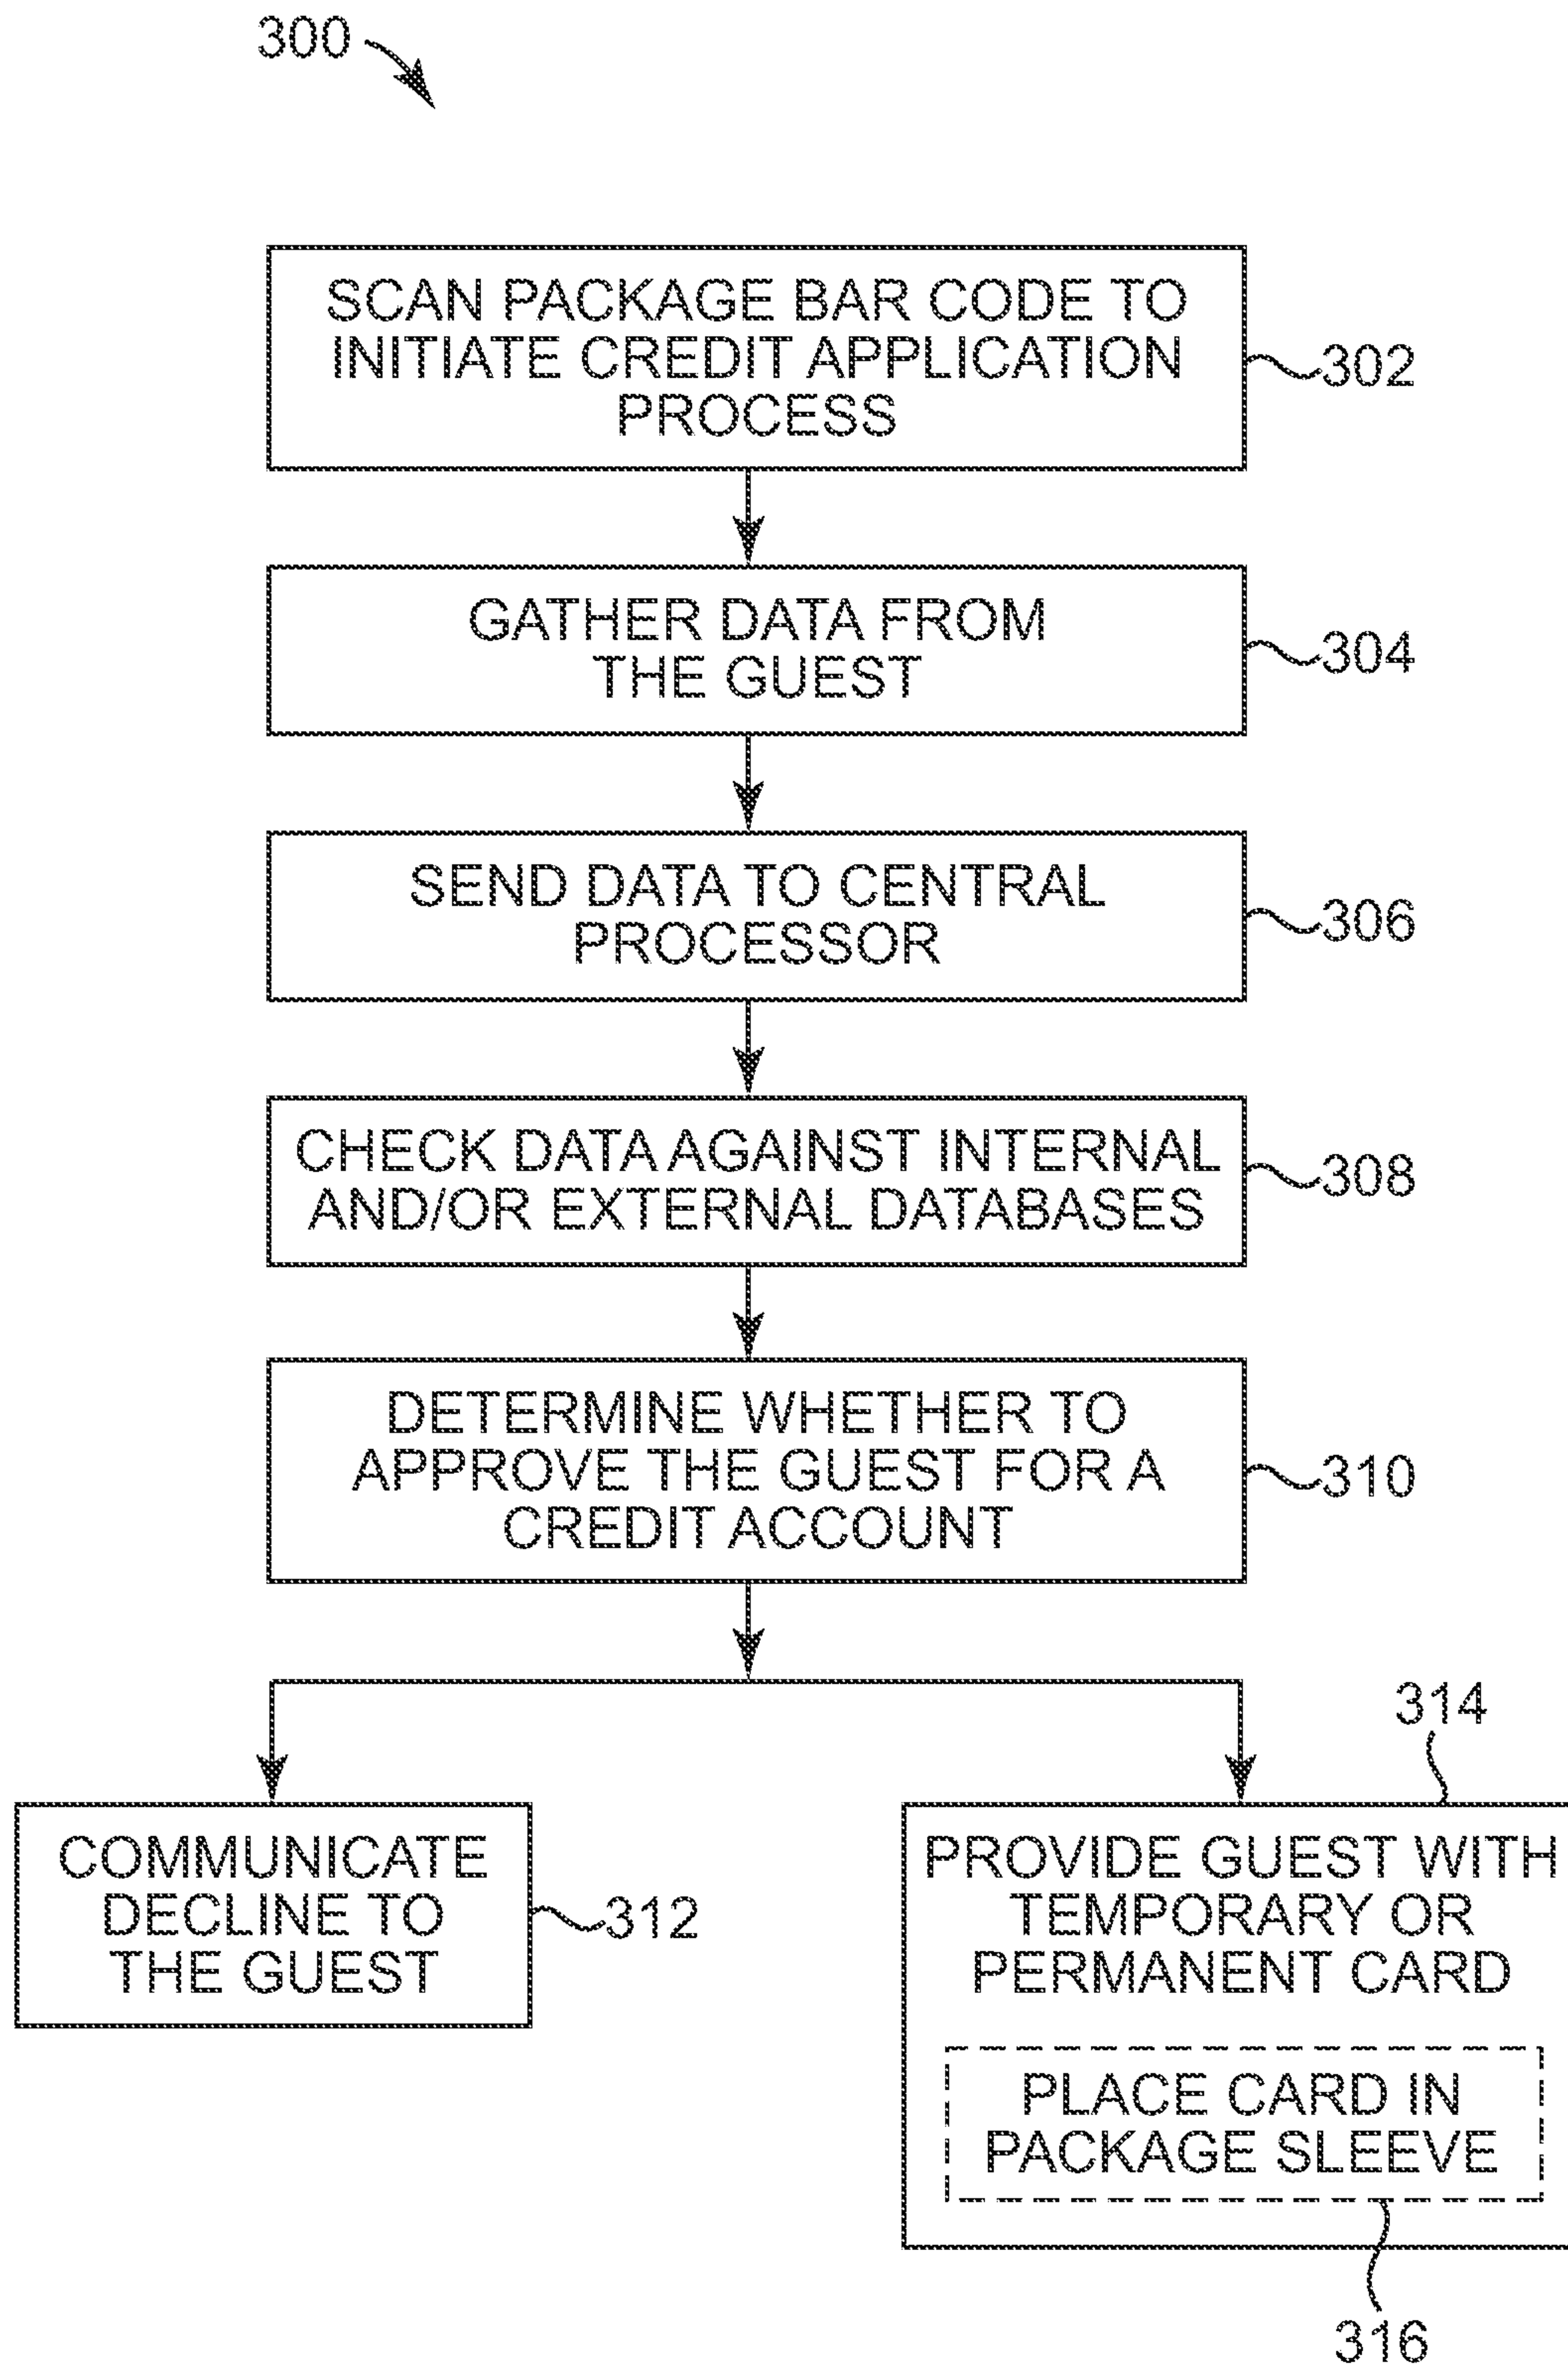 300
SCAN PACKAGE BAR CODE TO
INITIATE CREDIT APPLICATION
PROCESS
302
GATHER DATA FROM
THE GUEST
304
SEND DATA TO CENTRAL
PROCESSOR
306
CHECK DATA AGAINST INTERNAL
AND/OR EXTERNAL DATABASES
308
DETERMINE WHETHER TO
APPROVE THE GUEST FOR A
CREDIT ACCOUNT
310
COMMUNICATE
DECLINE TO
THE GUEST
312
314
PROVIDE GUEST WITH
TEMPORARY OR
PERMANENT CARD
PLACE CARD IN
PACKAGE SLEEVE
316